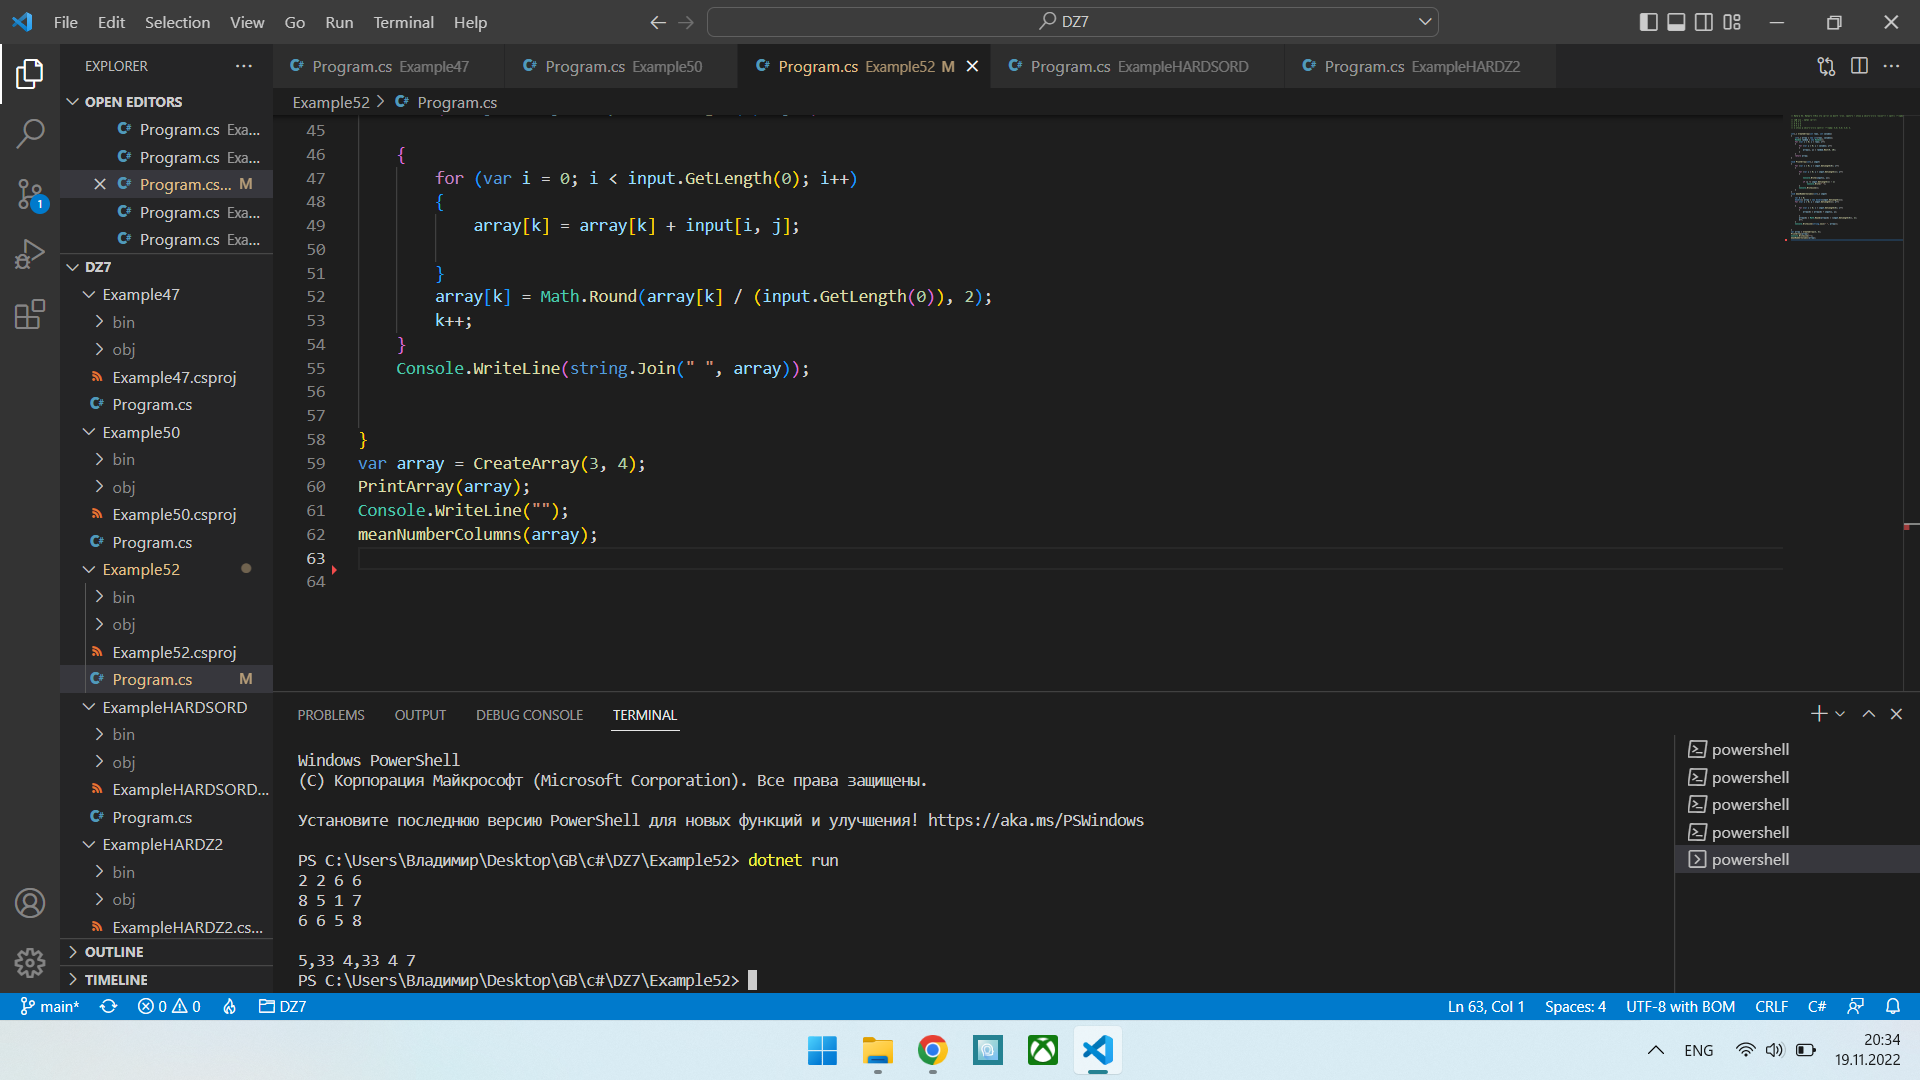 File Edit Selection View Go Run Terminal Help
DZ7
EXPLORER
OPEN EDITORS
Program.cs Exa...
Program.cs Exa...
Program.cs... M
Program.cs Exa...
Program.cs Exa...
DZ7
Example47
bin
obj
Example47.csproj
Program.cs
Example50
bin
obj
Example50.csproj
Program.cs
Example52
bin
obj
Example52.csproj
Program.cs M
ExampleHARDSORD
bin
obj
ExampleHARDSORD...
Program.cs
ExampleHARDZ2
bin
obj
ExampleHARDZ2.cs...
OUTLINE
TIMELINE
Program.cs Example47
Program.cs Example50
Program.cs Example52 M
Program.cs ExampleHARDSORD
Program.cs ExampleHARDZ2
Example52 > Program.cs
45
46 {
47 for (var i = 0; i < input.GetLength(0); i++)
48 {
49 array[k] = array[k] + input[i, j];
50
51 }
52 array[k] = Math.Round(array[k] / (input.GetLength(0)), 2);
53 k++;
54 }
55 Console.WriteLine(string.Join(" ", array));
56
57
58 }
59 var array = CreateArray(3, 4);
60 PrintArray(array);
61 Console.WriteLine("");
62 meanNumberColumns(array);
63
64
PROBLEMS OUTPUT DEBUG CONSOLE TERMINAL
Windows PowerShell
(C) Корпорация Майкрософт (Microsoft Corporation). Все права защищены.
Установите последнюю версию PowerShell для новых функций и улучшения! https://aka.ms/PSWindows
PS C:\Users\Владимир\Desktop\GB\c#\DZ7\Example52> dotnet run
2 2 6 6
8 5 1 7
6 6 5 8
5,33 4,33 4 7
PS C:\Users\Владимир\Desktop\GB\c#\DZ7\Example52>
powershell
powershell
powershell
powershell
powershell
main* 0 0 DZ7
Ln 63, Col 1 Spaces: 4 UTF-8 with BOM CRLF C#
ENG
20:34
19.11.2022